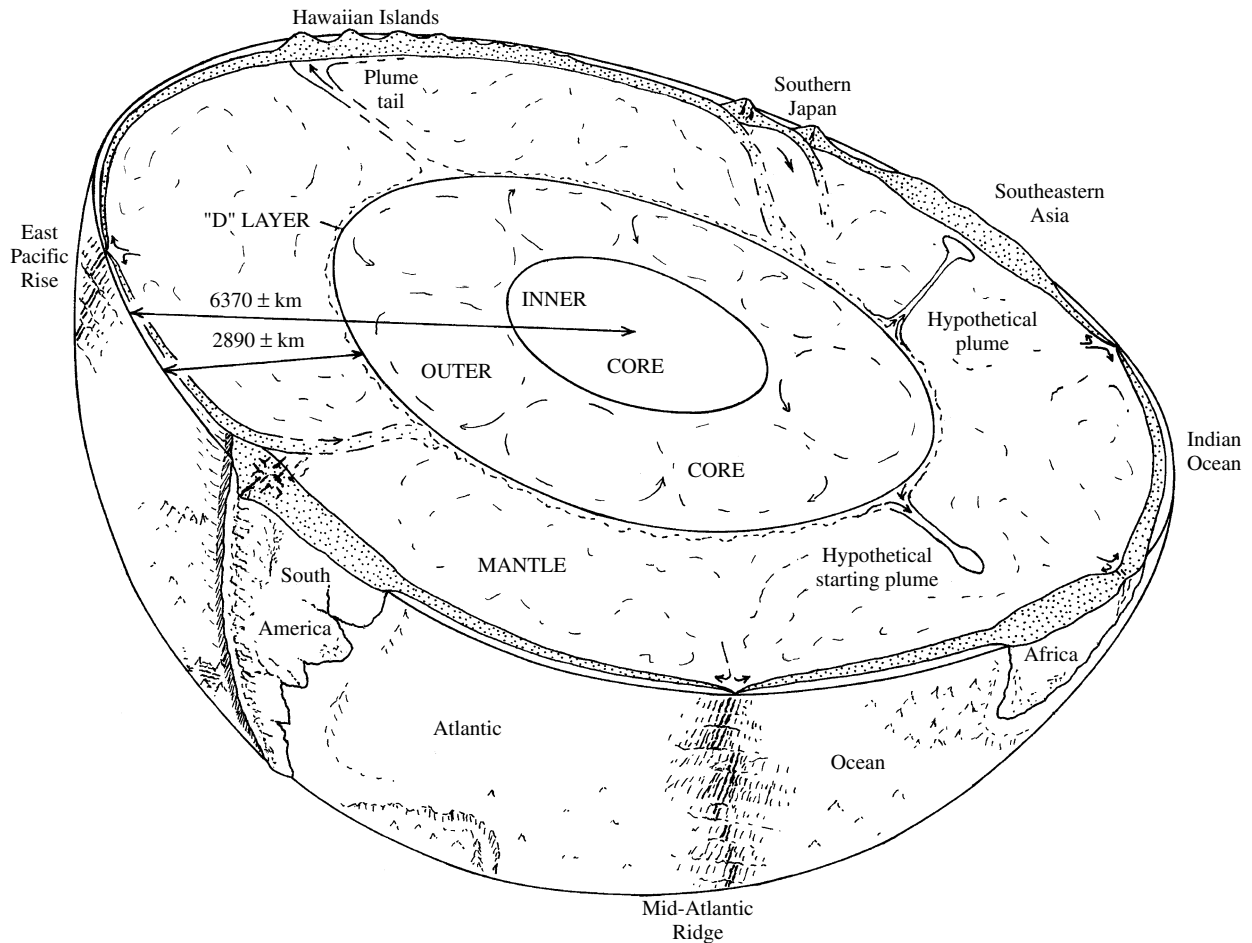 Hawaiian Islands
Plume
tail
Southern
Japan
Southeastern
Asia
"D" LAYER
East
Pacific
Rise
6370 ± km
2890 ± km
INNER
CORE
OUTER
CORE
Hypothetical
plume
Indian
Ocean
MANTLE
Hypothetical
starting plume
South
America
Africa
Atlantic
Ocean
Mid-Atlantic
Ridge